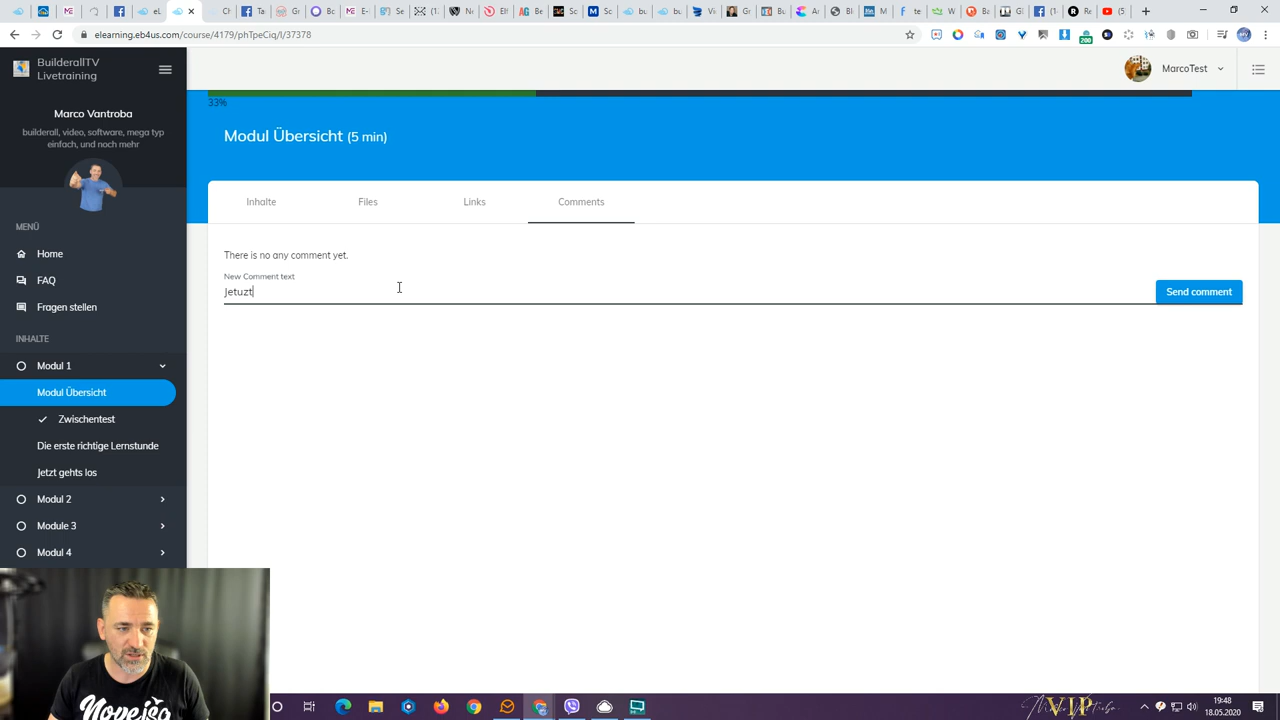 elearning.eb4us.com/course/4179/phTpeCiq/l/37378
200
BuilderallTV
Livetraining
MarcoTest
33%
Marco Vantroba
builderall, video, software, mega typ
einfach, und noch mehr
Modul Übersicht (5 min)
Inhalte
Files
Links
Comments
MENÜ
Home
FAQ
Fragen stellen
There is no any comment yet.
New Comment text
Jetuzt
Send comment
INHALTE
Modul 1
Modul Übersicht
Zwischentest
Die erste richtige Lernstunde
Jetzt gehts los
Modul 2
Module 3
Modul 4
VIP
19:48
18.05.2020